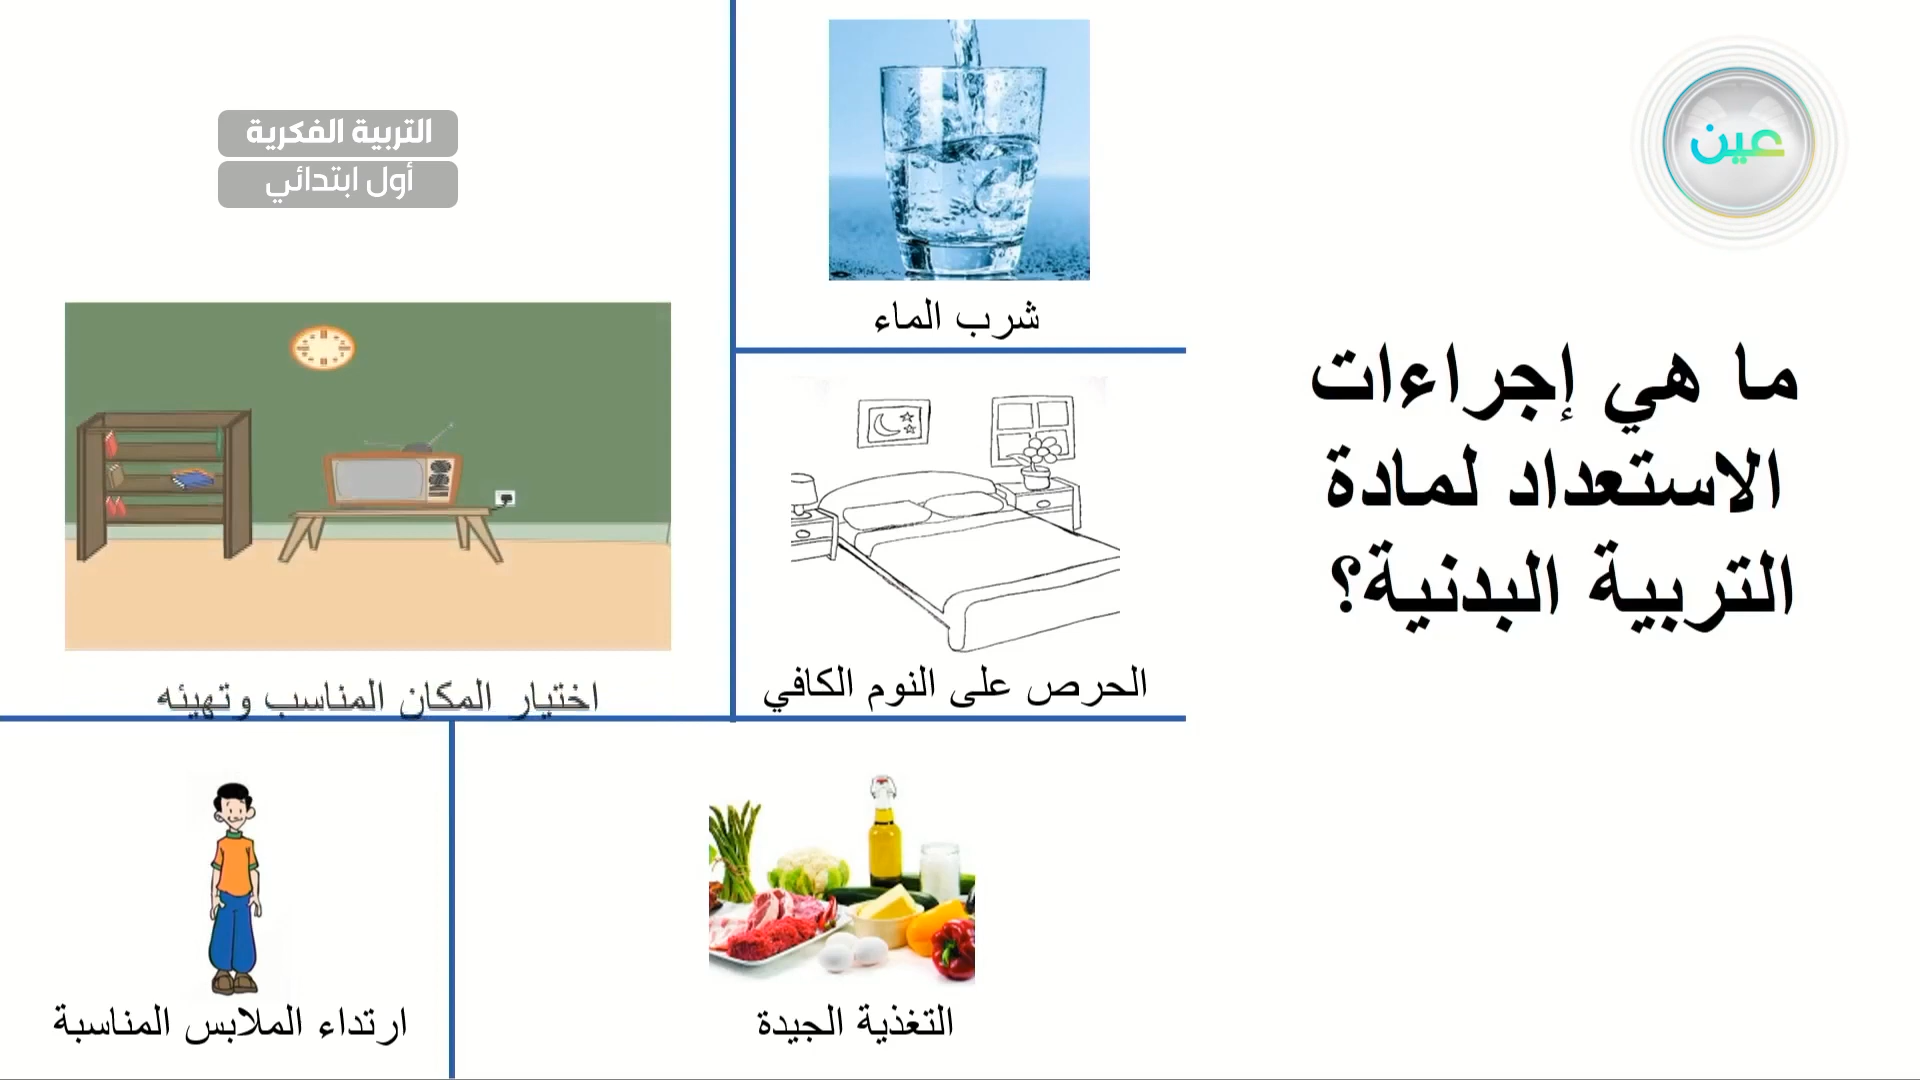 عين
التربية الفكرية
أول ابتدائي
ما هي إجراءات
الاستعداد لمادة
التربية البدنية؟
شرب الماء
الحرص على النوم الكافي
اختيار المكان المناسب وتهيئه
التغذية الجيدة
ارتداء الملابس المناسبة